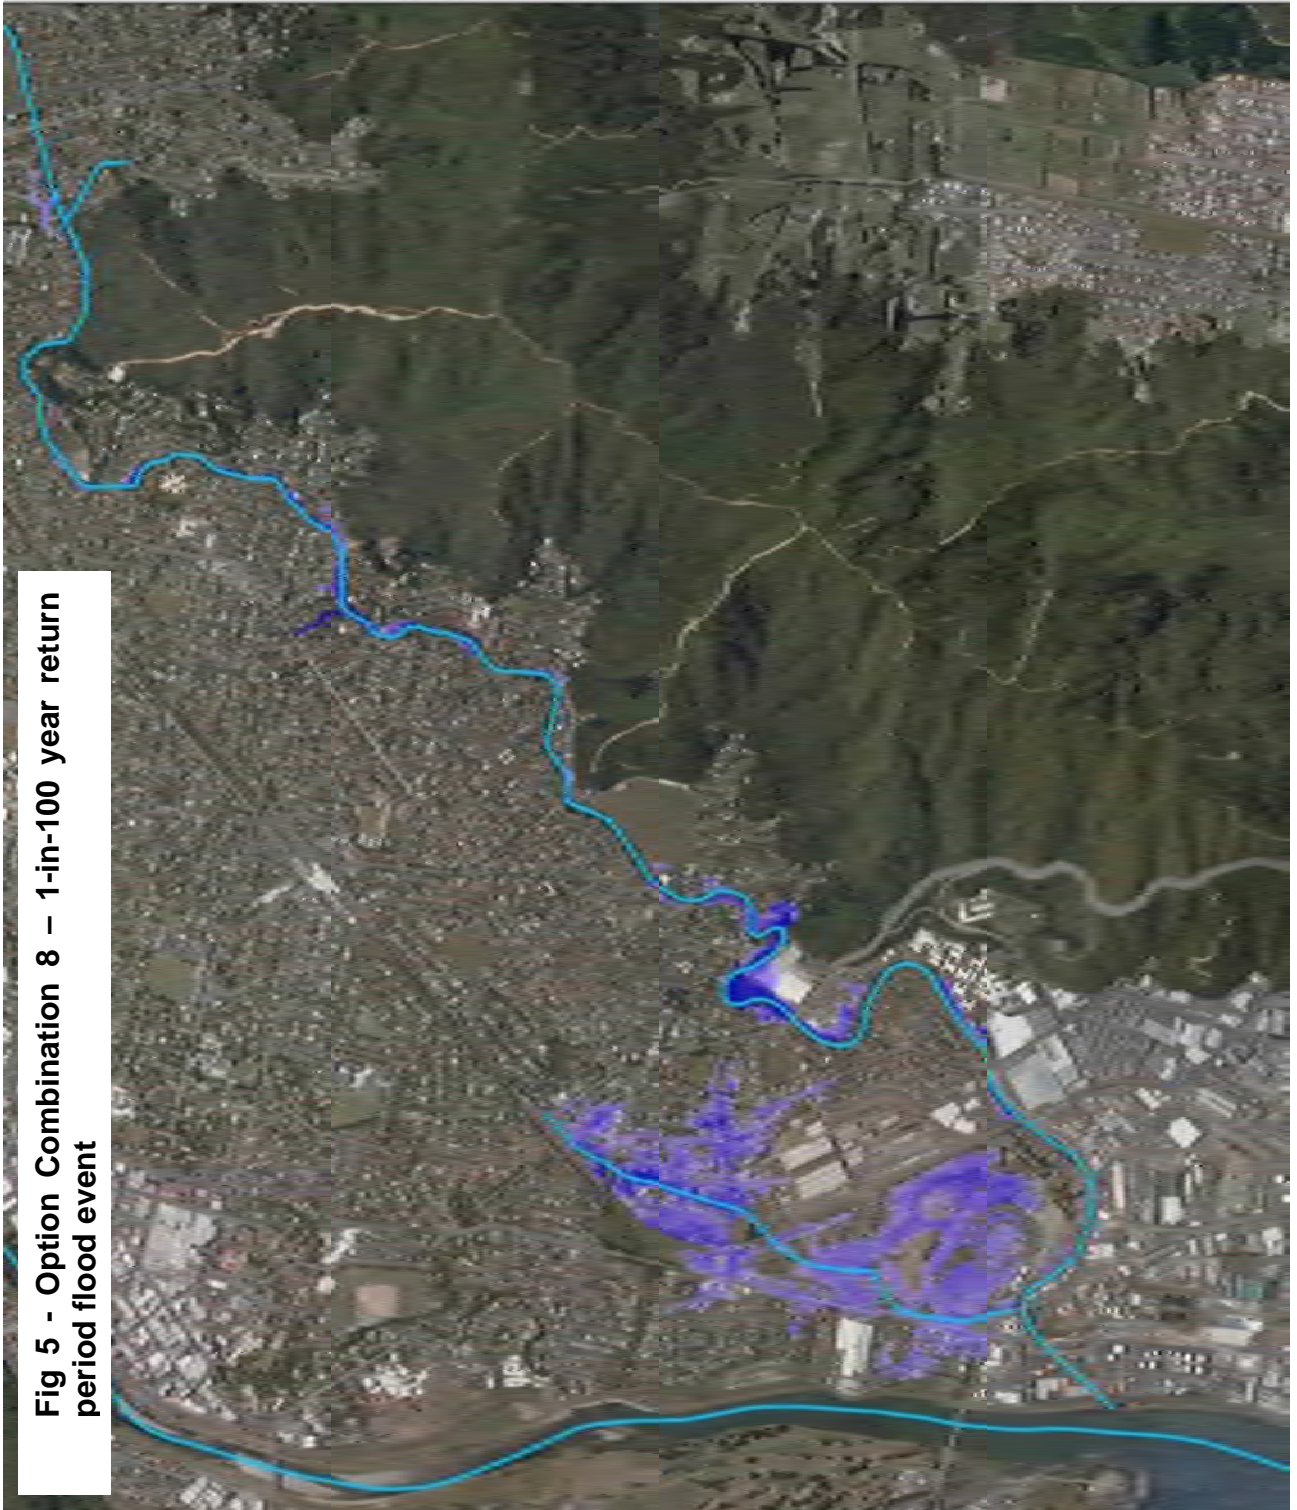 Fig 5 - Option Combination 8 – 1-in-100 year return
period flood event